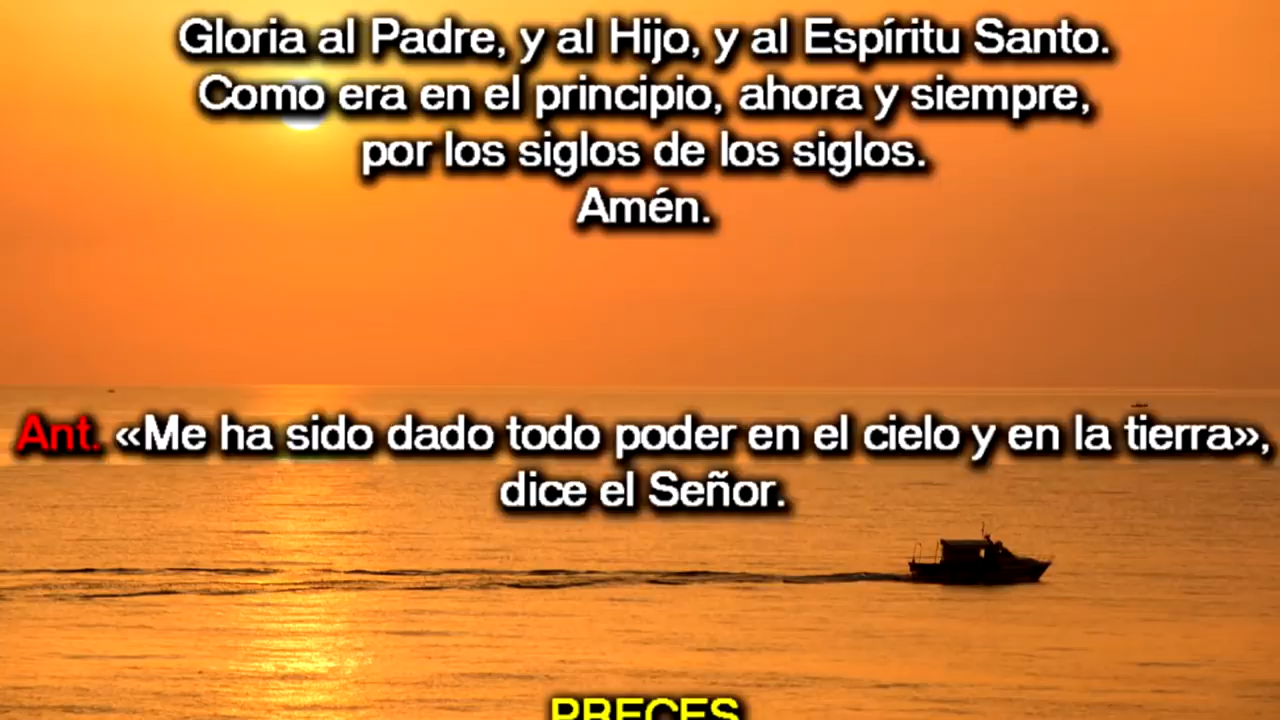 Gloria al Padre, y al Hijo, y al Espíritu Santo.
Como era en el principio, ahora y siempre,
por los siglos de los siglos.
Amén.
Ant. «Me ha sido dado todo poder en el cielo y en la tierra»,
dice el Señor.
PRECES